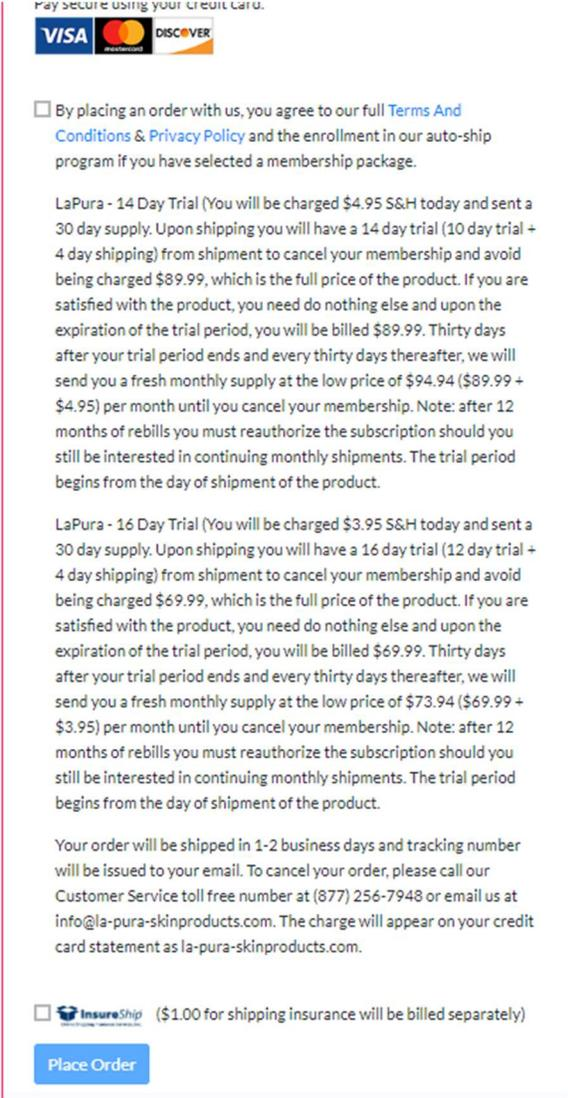 Pay secure using your credit card.
VISA mastercard DISCOVER
By placing an order with us, you agree to our full Terms And
Conditions & Privacy Policy and the enrollment in our auto-ship
program if you have selected a membership package.
LaPura - 14 Day Trial (You will be charged $4.95 S&H today and sent a
30 day supply. Upon shipping you will have a 14 day trial (10 day trial +
4 day shipping) from shipment to cancel your membership and avoid
being charged $89.99, which is the full price of the product. If you are
satisfied with the product, you need do nothing else and upon the
expiration of the trial period, you will be billed $89.99. Thirty days
after your trial period ends and every thirty days thereafter, we will
send you a fresh monthly supply at the low price of $94.94 ($89.99 +
$4.95) per month until you cancel your membership. Note: after 12
months of rebills you must reauthorize the subscription should you
still be interested in continuing monthly shipments. The trial period
begins from the day of shipment of the product.
LaPura - 16 Day Trial (You will be charged $3.95 S&H today and sent a
30 day supply. Upon shipping you will have a 16 day trial (12 day trial +
4 day shipping) from shipment to cancel your membership and avoid
being charged $69.99, which is the full price of the product. If you are
satisfied with the product, you need do nothing else and upon the
expiration of the trial period, you will be billed $69.99. Thirty days
after your trial period ends and every thirty days thereafter, we will
send you a fresh monthly supply at the low price of $73.94 ($69.99 +
$3.95) per month until you cancel your membership. Note: after 12
months of rebills you must reauthorize the subscription should you
still be interested in continuing monthly shipments. The trial period
begins from the day of shipment of the product.
Your order will be shipped in 1-2 business days and tracking number
will be issued to your email. To cancel your order, please call our
Customer Service toll free number at (877) 256-7948 or email us at
info@la-pura-skinproducts.com. The charge will appear on your credit
card statement as la-pura-skinproducts.com.
InsureShip ($1.00 for shipping insurance will be billed separately)
Place Order